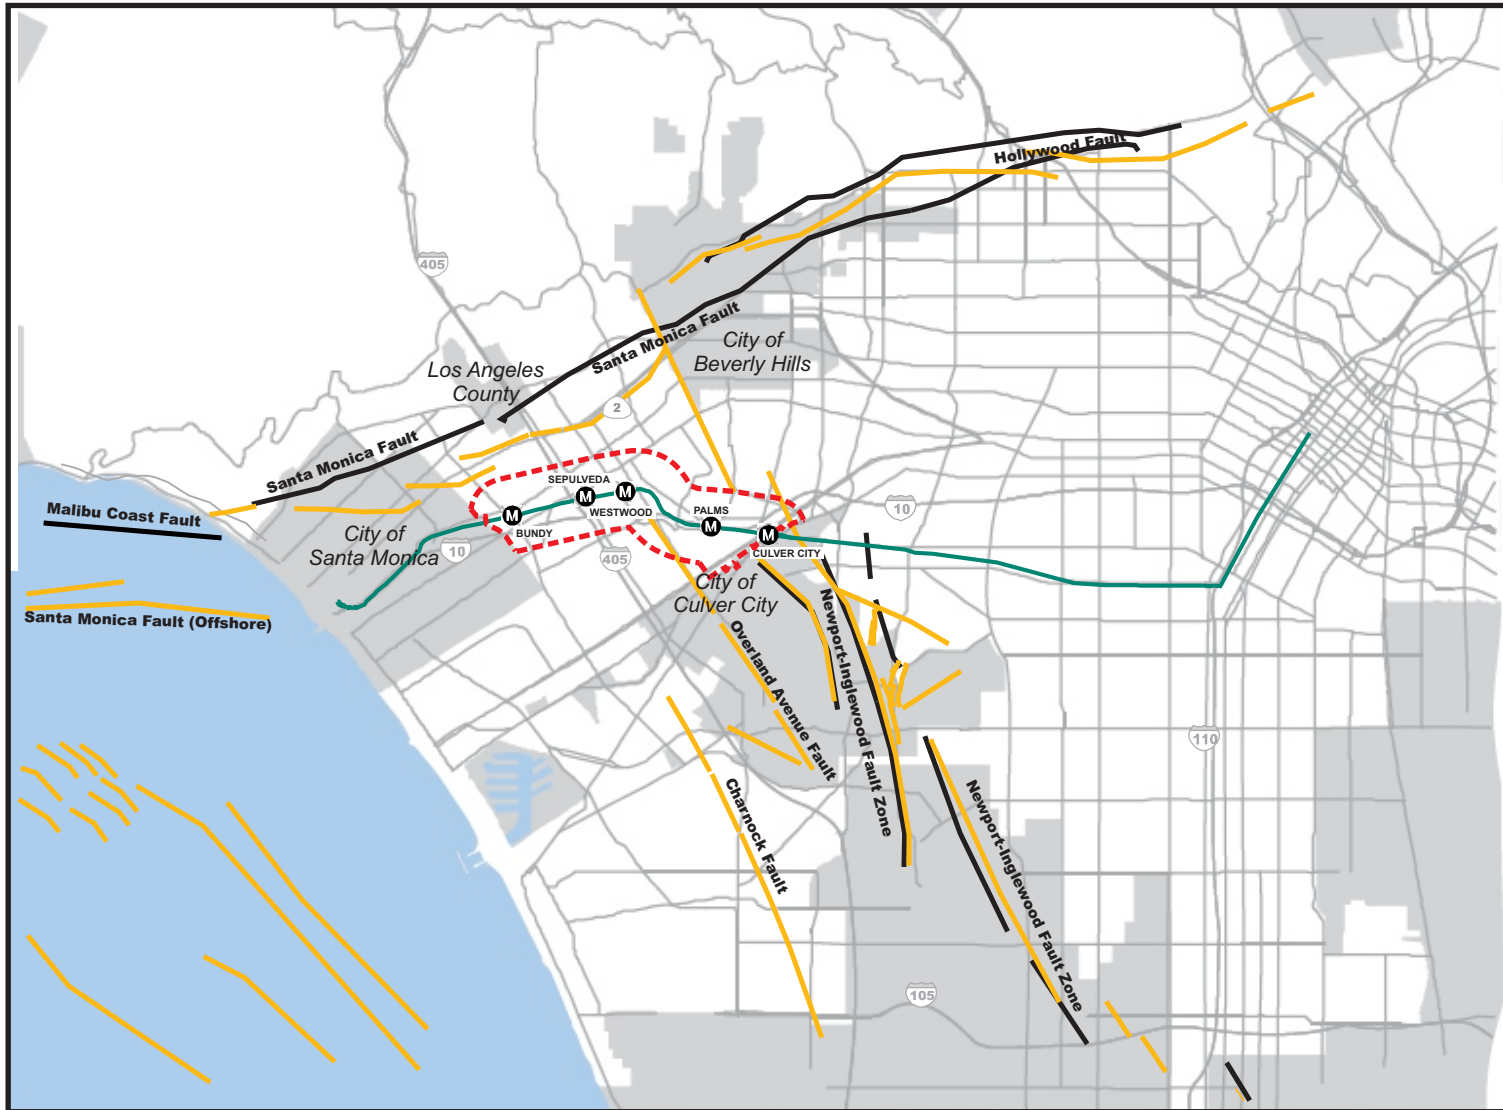 Hollywood Fault
405
Santa Monica Fault
City of
Beverly Hills
Los Angeles
County
2
Santa Monica Fault
SEPULVEDA
M
M
WESTWOOD
M
BUNDY
PALMS
M
M
CULVER CITY
10
Malibu Coast Fault
City of
Santa Monica
10
405
City of
Culver City
Santa Monica Fault (Offshore)
Overland Avenue Fault
Newport-Inglewood Fault Zone
110
Charnock Fault
Newport-Inglewood Fault Zone
105